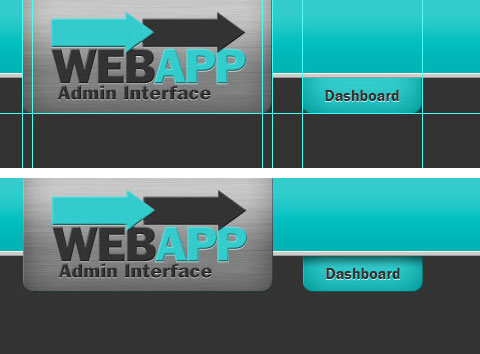 WEBAPP
Admin Interface
Dashboard
WEBAPP
Admin Interface
Dashboard